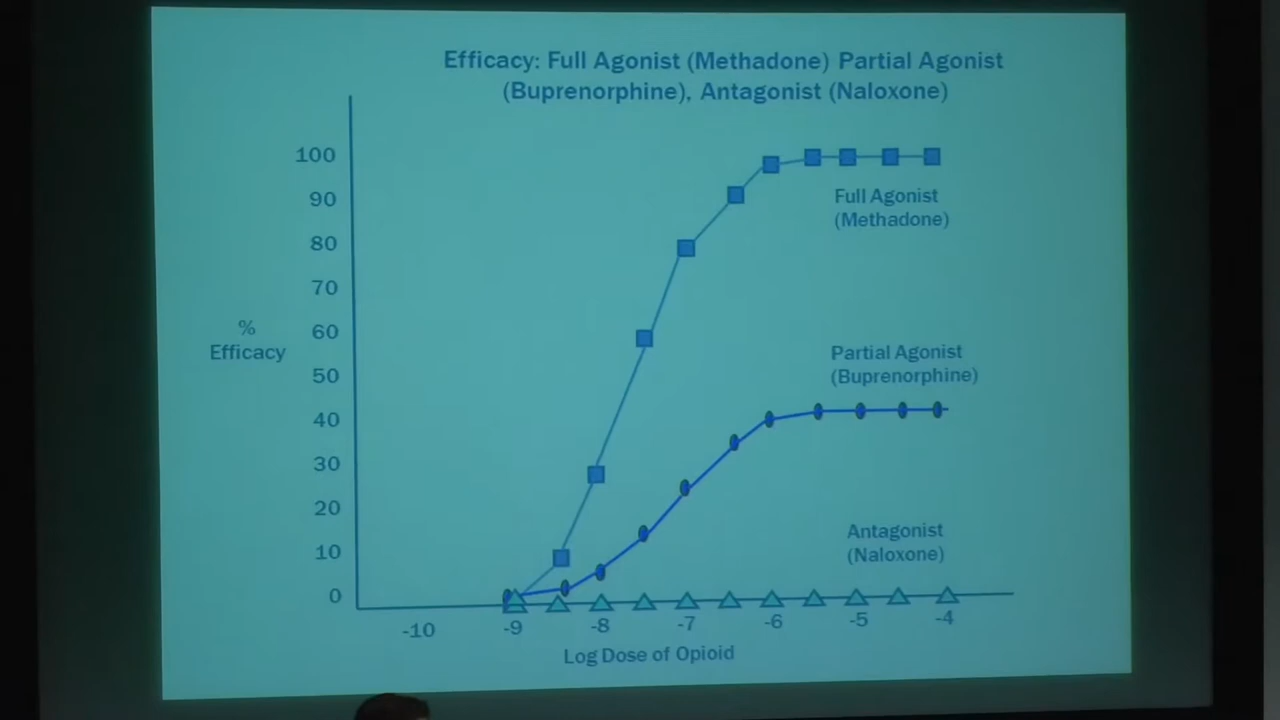 Efficacy: Full Agonist (Methadone) Partial Agonist
(Buprenorphine), Antagonist (Naloxone)
100
90
80
70
60
50
40
30
20
10
0
%
Efficacy
Full Agonist
(Methadone)
Partial Agonist
(Buprenorphine)
Antagonist
(Naloxone)
-10 -9 -8 -7 -6 -5 -4
Log Dose of Opioid